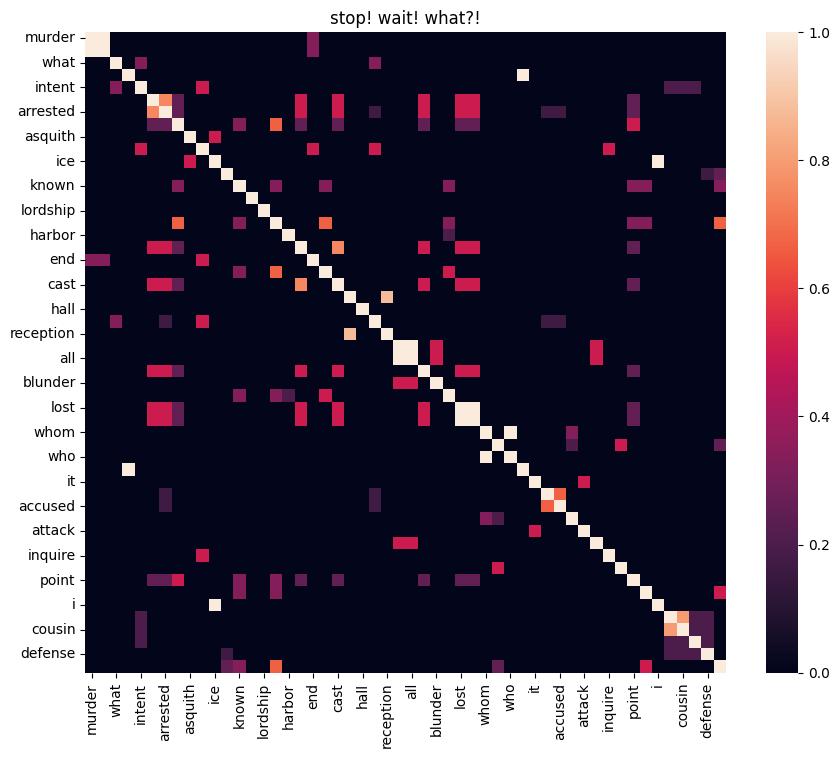 stop! wait! what?!
murder
what
intent
arrested
asquith
ice
known
lordship
harbor
end
cast
hall
reception
all
blunder
lost
whom
who
it
accused
attack
inquire
point
i
cousin
defense
1.0
0.8
0.6
0.4
0.2
0.0
murder what intent arrested asquith ice known lordship harbor end cast hall reception all blunder lost whom who it accused attack inquire point i cousin defense